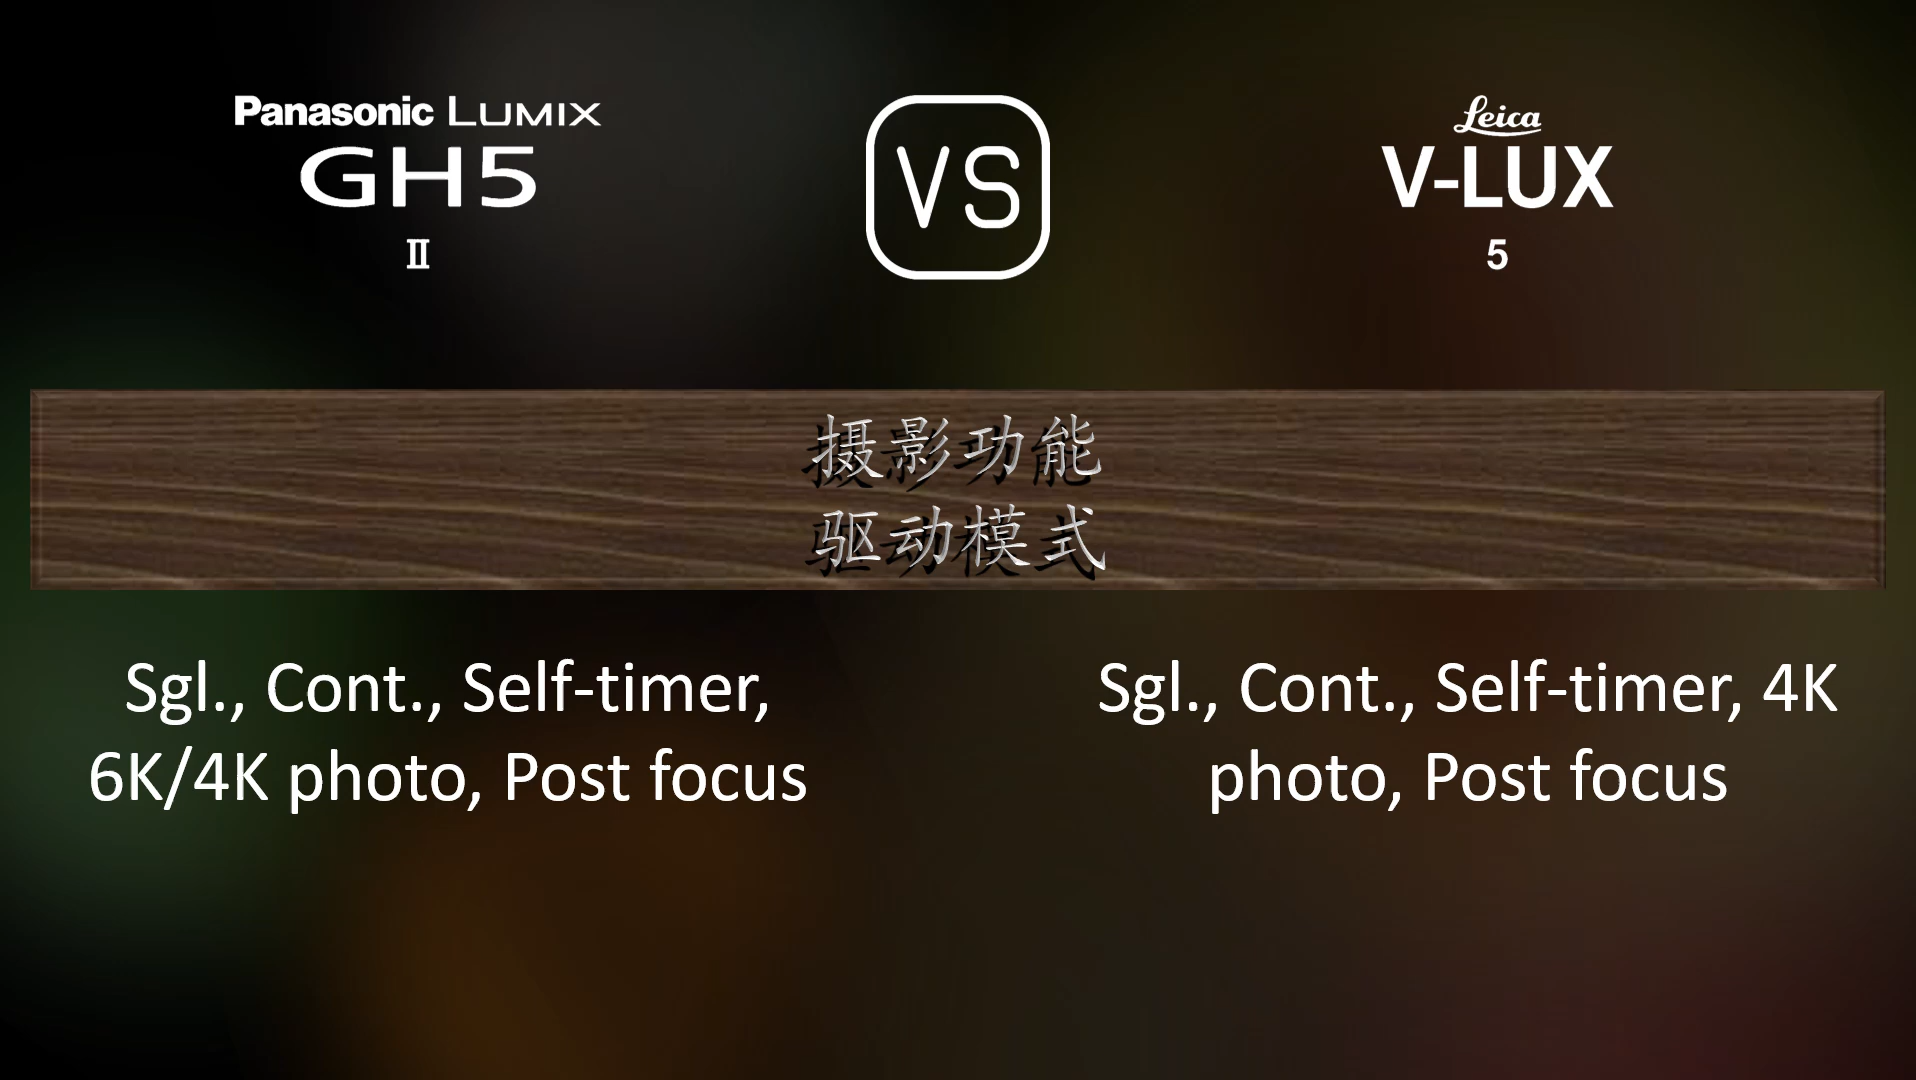 Panasonic LUMIX
GH5
II
VS
Leica
V-LUX
5
摄影功能
驱动模式
Sgl., Cont., Self-timer,
6K/4K photo, Post focus
Sgl., Cont., Self-timer, 4K
photo, Post focus